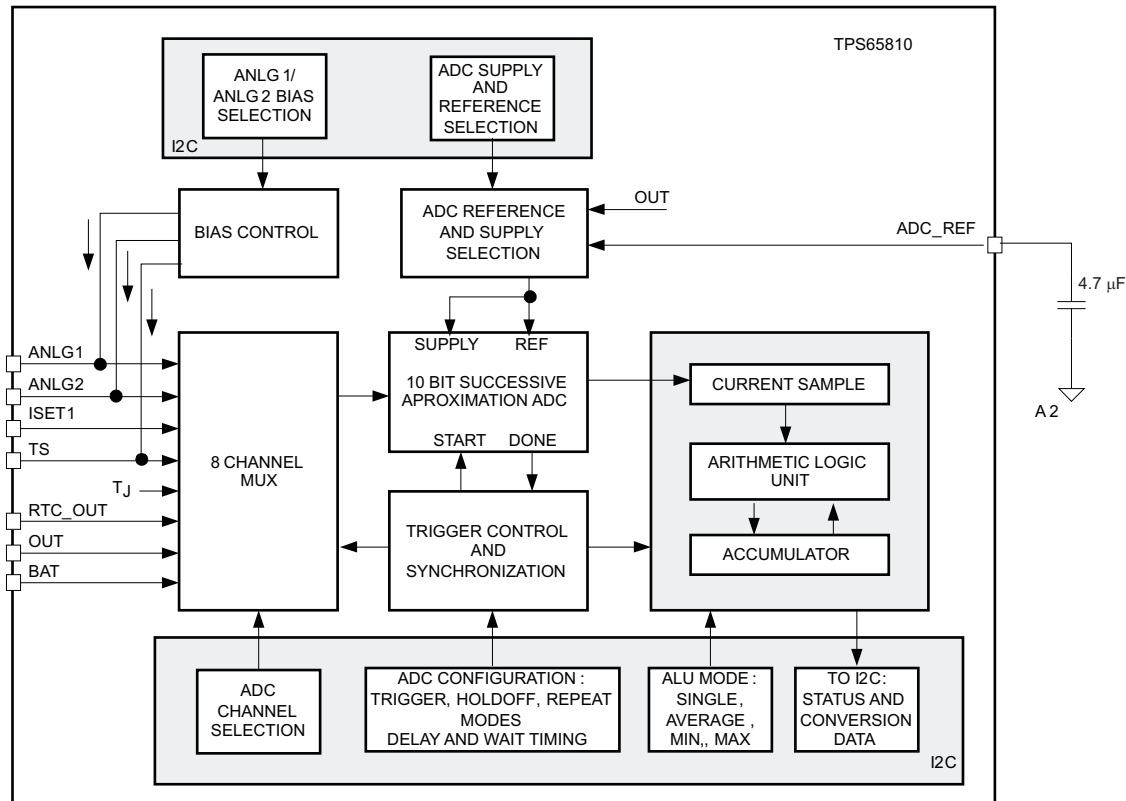 TPS65810
ANLG 1/
ANLG 2 BIAS
SELECTION
ADC SUPPLY
AND
REFERENCE
SELECTION
I2C
BIAS CONTROL
ADC REFERENCE
AND SUPPLY
SELECTION
OUT
ADC_REF
4.7 µF
A 2
ANLG1
ANLG2
ISET1
TS
TJ
RTC_OUT
OUT
BAT
8 CHANNEL
MUX
SUPPLY REF
10 BIT SUCCESSIVE
APROXIMATION ADC
START DONE
TRIGGER CONTROL
AND
SYNCHRONIZATION
CURRENT SAMPLE
ARITHMETIC LOGIC
UNIT
ACCUMULATOR
ADC
CHANNEL
SELECTION
ADC CONFIGURATION :
TRIGGER, HOLDOFF, REPEAT
MODES
DELAY AND WAIT TIMING
ALU MODE :
SINGLE,
AVERAGE ,
MIN,, MAX
TO I2C:
STATUS AND
CONVERSION
DATA
I2C